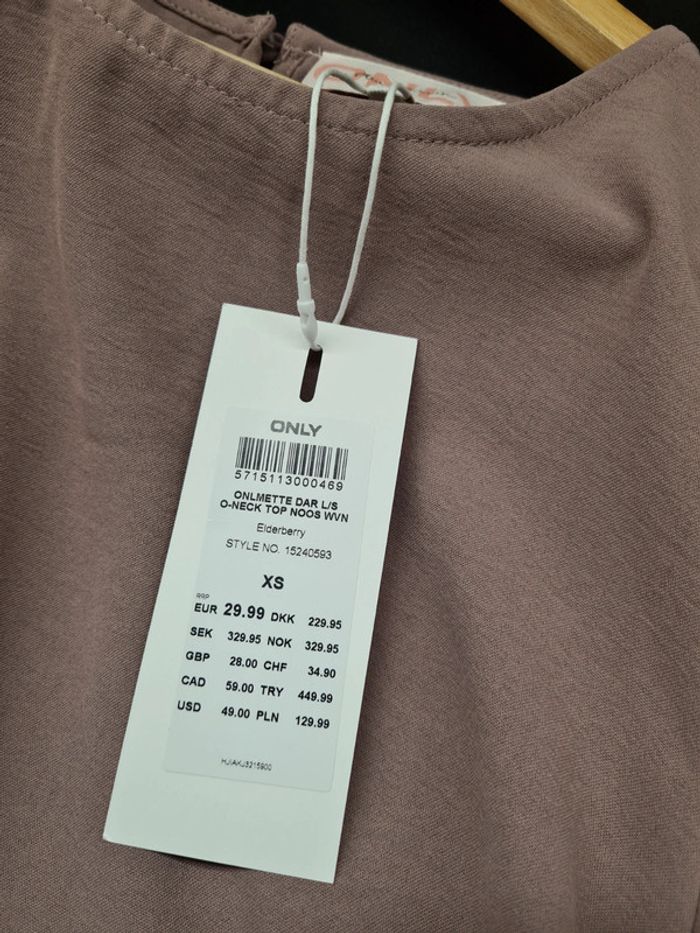 ONLY
5715113000469
ONLMETTE DAR L/S
O-NECK TOP NOOS WVN
Elderberry
STYLE NO. 15240593
XS
RRP
EUR 29.99 DKK 229.95
SEK 329.95 NOK 329.95
GBP 28.00 CHF 34.90
CAD 59.00 TRY 449.99
USD 49.00 PLN 129.99